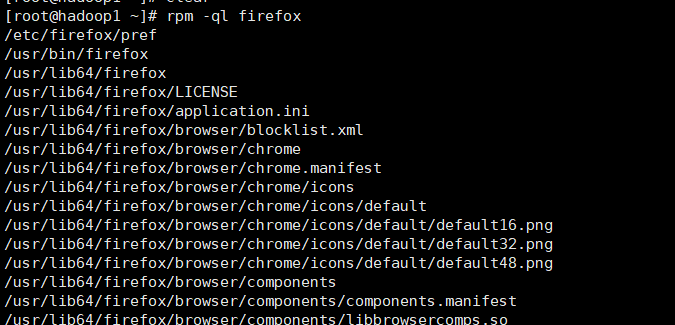 [root@hadoop1 ~]# clear
[root@hadoop1 ~]# rpm -ql firefox
/etc/firefox/pref
/usr/bin/firefox
/usr/lib64/firefox
/usr/lib64/firefox/LICENSE
/usr/lib64/firefox/application.ini
/usr/lib64/firefox/browser/blocklist.xml
/usr/lib64/firefox/browser/chrome
/usr/lib64/firefox/browser/chrome.manifest
/usr/lib64/firefox/browser/chrome/icons
/usr/lib64/firefox/browser/chrome/icons/default
/usr/lib64/firefox/browser/chrome/icons/default/default16.png
/usr/lib64/firefox/browser/chrome/icons/default/default32.png
/usr/lib64/firefox/browser/chrome/icons/default/default48.png
/usr/lib64/firefox/browser/components
/usr/lib64/firefox/browser/components/components.manifest
/usr/lib64/firefox/browser/components/libbrowsercomps.so